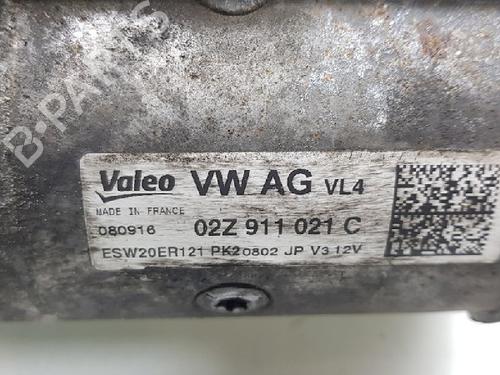 B-PARTS
Valeo VW AG VL4
MADE IN FRANCE
080916 02Z 911 021 C
ESW20ER121 PK20802 JP V3 12V